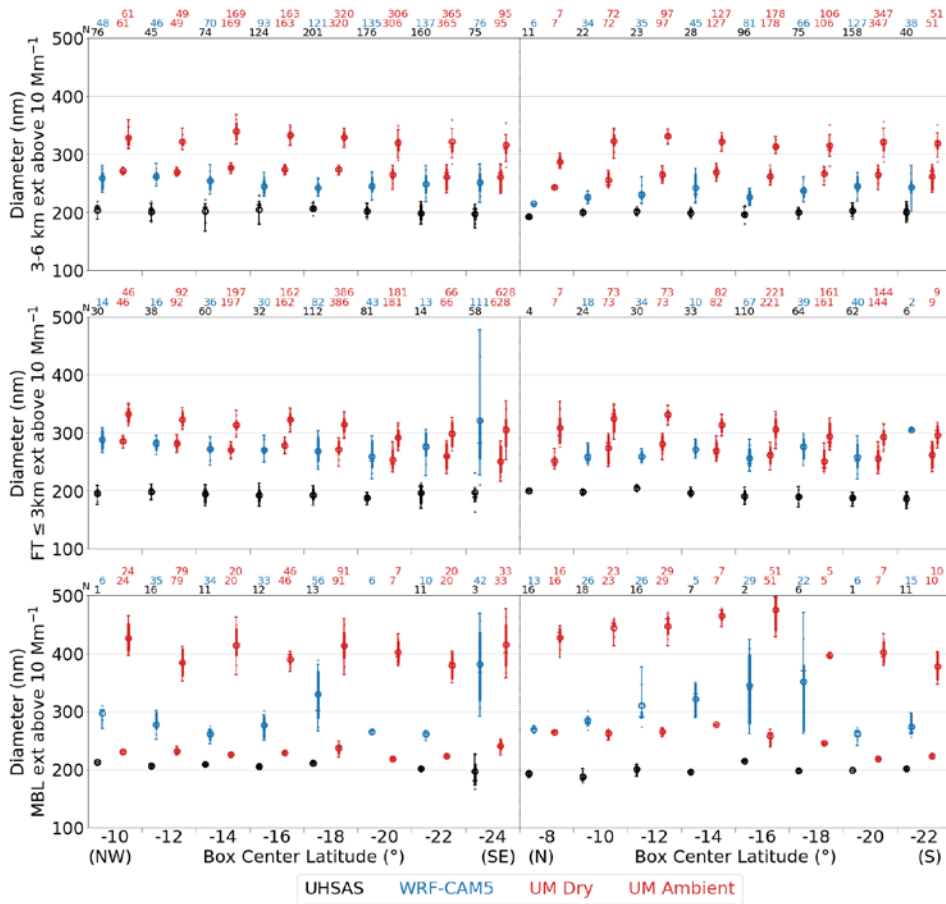 61 49 169 163 320 306 365 95 7 72 97 127 178 106 347 51
48 61 46 49 70 169 93 163 121 320 135 306 137 365 76 95 6 7 34 72 35 97 45 127 116 178 66 106 127 347 38 51
N 76 45 74 124 201 176 160 75 11 22 23 28 96 75 158 40
500
400
300
200
100
Diameter (nm)
3-6 km ext above 10 Mm⁻¹
46 92 197 162 386 181 66 628 7 73 73 82 221 161 144 9
14 46 16 92 36 197 30 162 82 386 43 181 13 66 111 628 7 18 73 34 73 10 82 67 221 39 161 40 144 2 9
N 30 38 60 32 112 81 14 58 4 24 30 33 110 64 62 6
500
400
300
200
100
Diameter (nm)
FT ≤ 3km ext above 10 Mm⁻¹
24 79 20 46 91 7 20 33 16 23 29 7 51 5 7 10
6 24 35 79 34 20 33 46 56 91 6 7 10 20 42 33 13 16 26 23 26 29 5 7 29 51 22 5 6 7 15 10
N 1 16 11 12 13 11 3 16 18 16 7 2 6 1 11
500
400
300
200
100
Diameter (nm)
MBL ext above 10 Mm⁻¹
-10 -12 -14 -16 -18 -20 -22 -24 -8 -10 -12 -14 -16 -18 -20 -22
(NW) Box Center Latitude (°) (SE) (N) Box Center Latitude (°) (S)
UHSAS WRF-CAM5 UM Dry UM Ambient